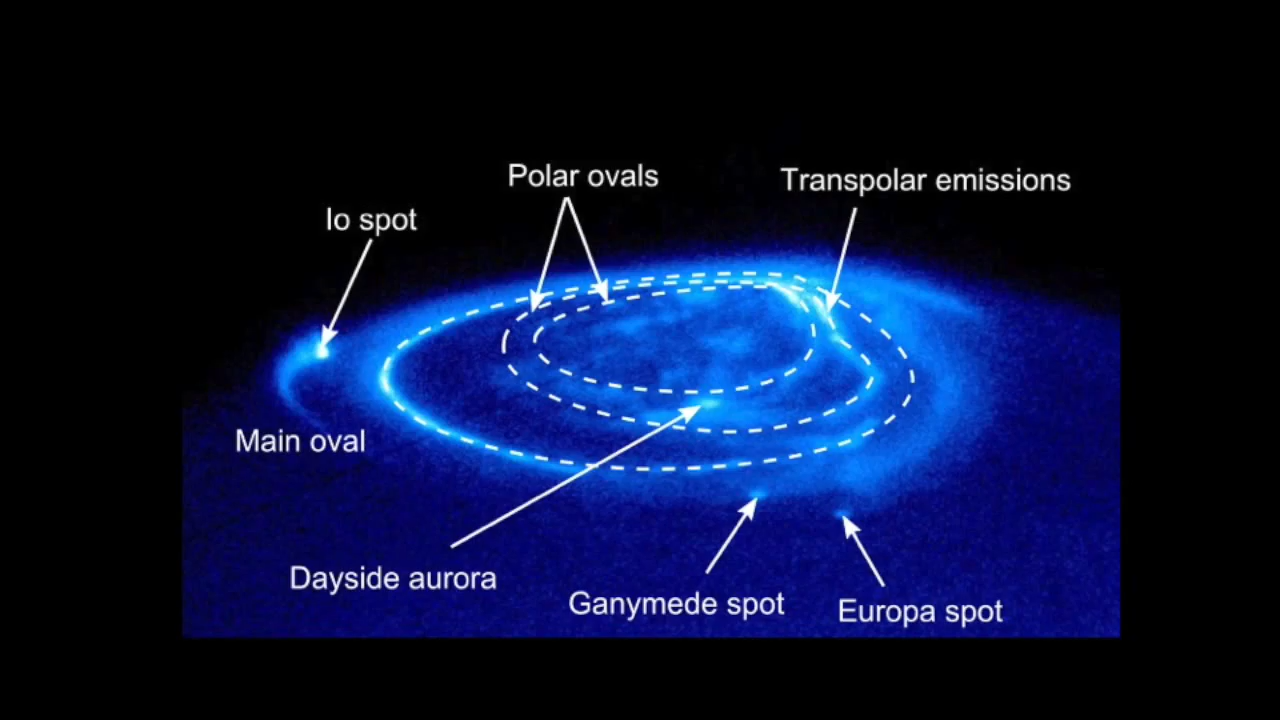 Polar ovals
Transpolar emissions
Io spot
Main oval
Dayside aurora
Ganymede spot
Europa spot